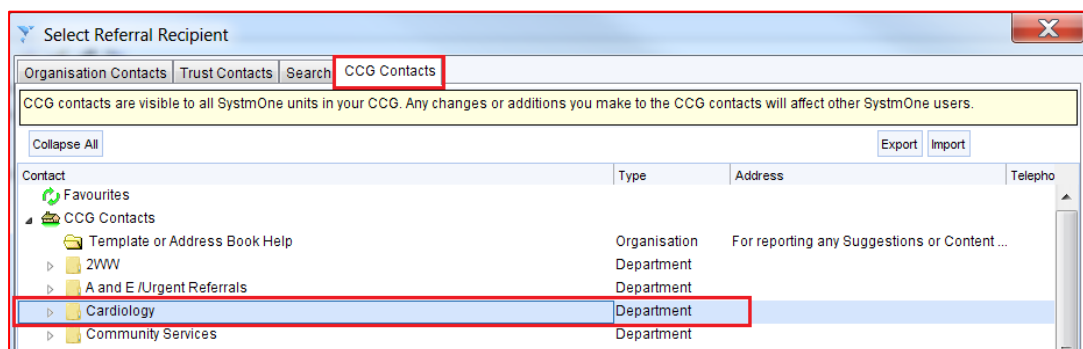 Select Referral Recipient
X
Organisation Contacts Trust Contacts Search CCG Contacts
CCG contacts are visible to all SystmOne units in your CCG. Any changes or additions you make to the CCG contacts will affect other SystmOne users.
Collapse All Export Import
Contact Type Address Telepho
Favourites
CCG Contacts
Template or Address Book Help Organisation For reporting any Suggestions or Content ...
2WW Department
A and E /Urgent Referrals Department
Cardiology Department
Community Services Department